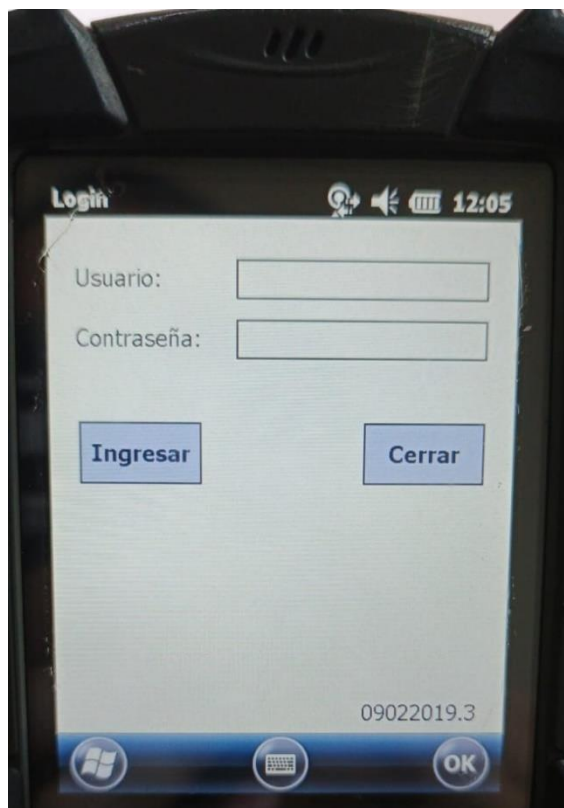 Login 12:05
Usuario:
Contraseña:
Ingresar Cerrar
09022019.3
OK